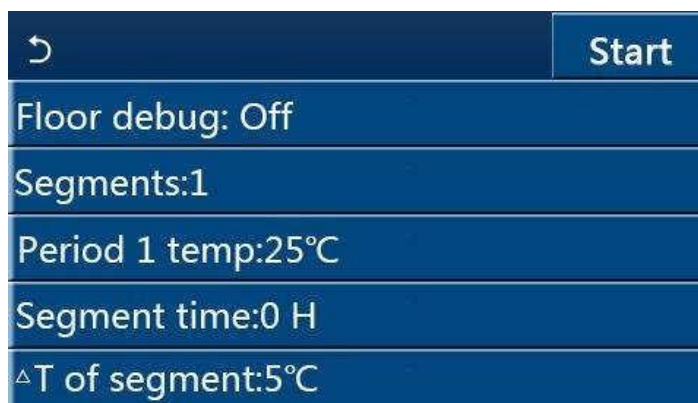 Start
Floor debug: Off
Segments:1
Period 1 temp:25℃
Segment time:0 H
△T of segment:5℃